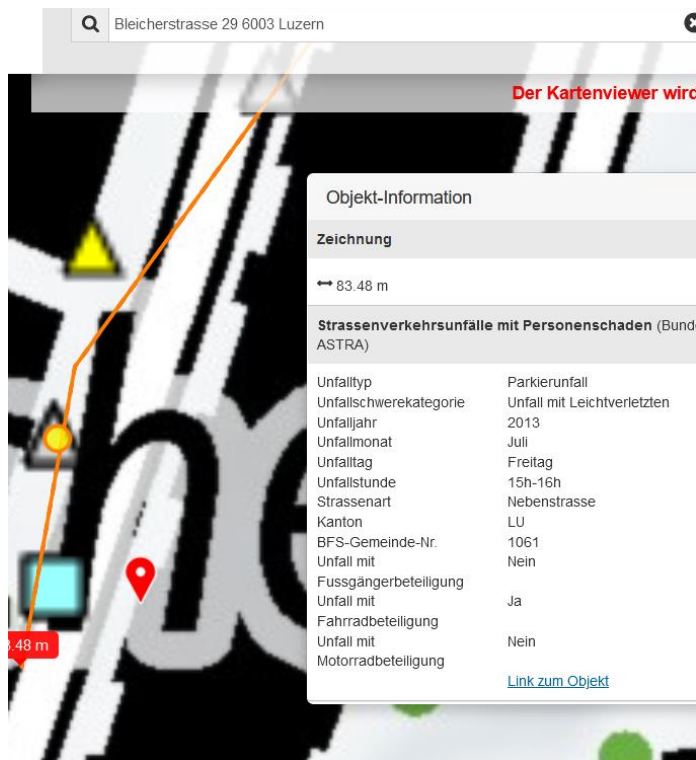 Bleicherstrasse 29 6003 Luzern
Der Kartenviewer wird
Objekt-Information
Zeichnung
83.48 m
Strassenverkehrsunfälle mit Personenschaden (Bund
ASTRA)
Unfalltyp Parkierunfall
Unfallschwerekategorie Unfall mit Leichtverletzten
Unfalljahr 2013
Unfallmonat Juli
Unfalltag Freitag
Unfallstunde 15h-16h
Strassenart Nebenstrasse
Kanton LU
BFS-Gemeinde-Nr. 1061
Unfall mit Nein
Fussgängerbeteiligung
Unfall mit Ja
Fahrradbeteiligung
Unfall mit Nein
Motorradbeteiligung
Link zum Objekt
.48 m
he